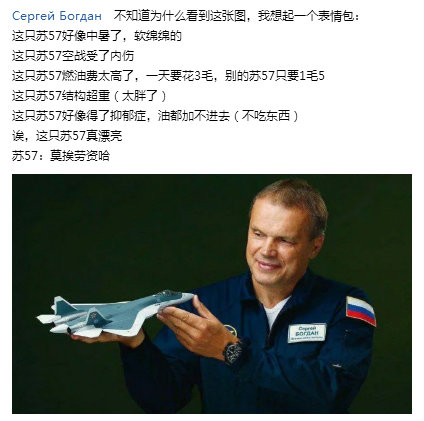 Сергей Богдан 不知道为什么看到这张图，我想起一个表情包：
这只苏57好像中暑了，软绵绵的
这只苏57空战受了内伤
这只苏57燃油费太高了，一天要花3毛，别的苏57只要1毛5
这只苏57结构超重（太胖了）
这只苏57好像得了抑郁症，油都加不进去（不吃东西）
诶，这只苏57真漂亮
苏57：莫挨劳资哈
Сергей
БОГДАН